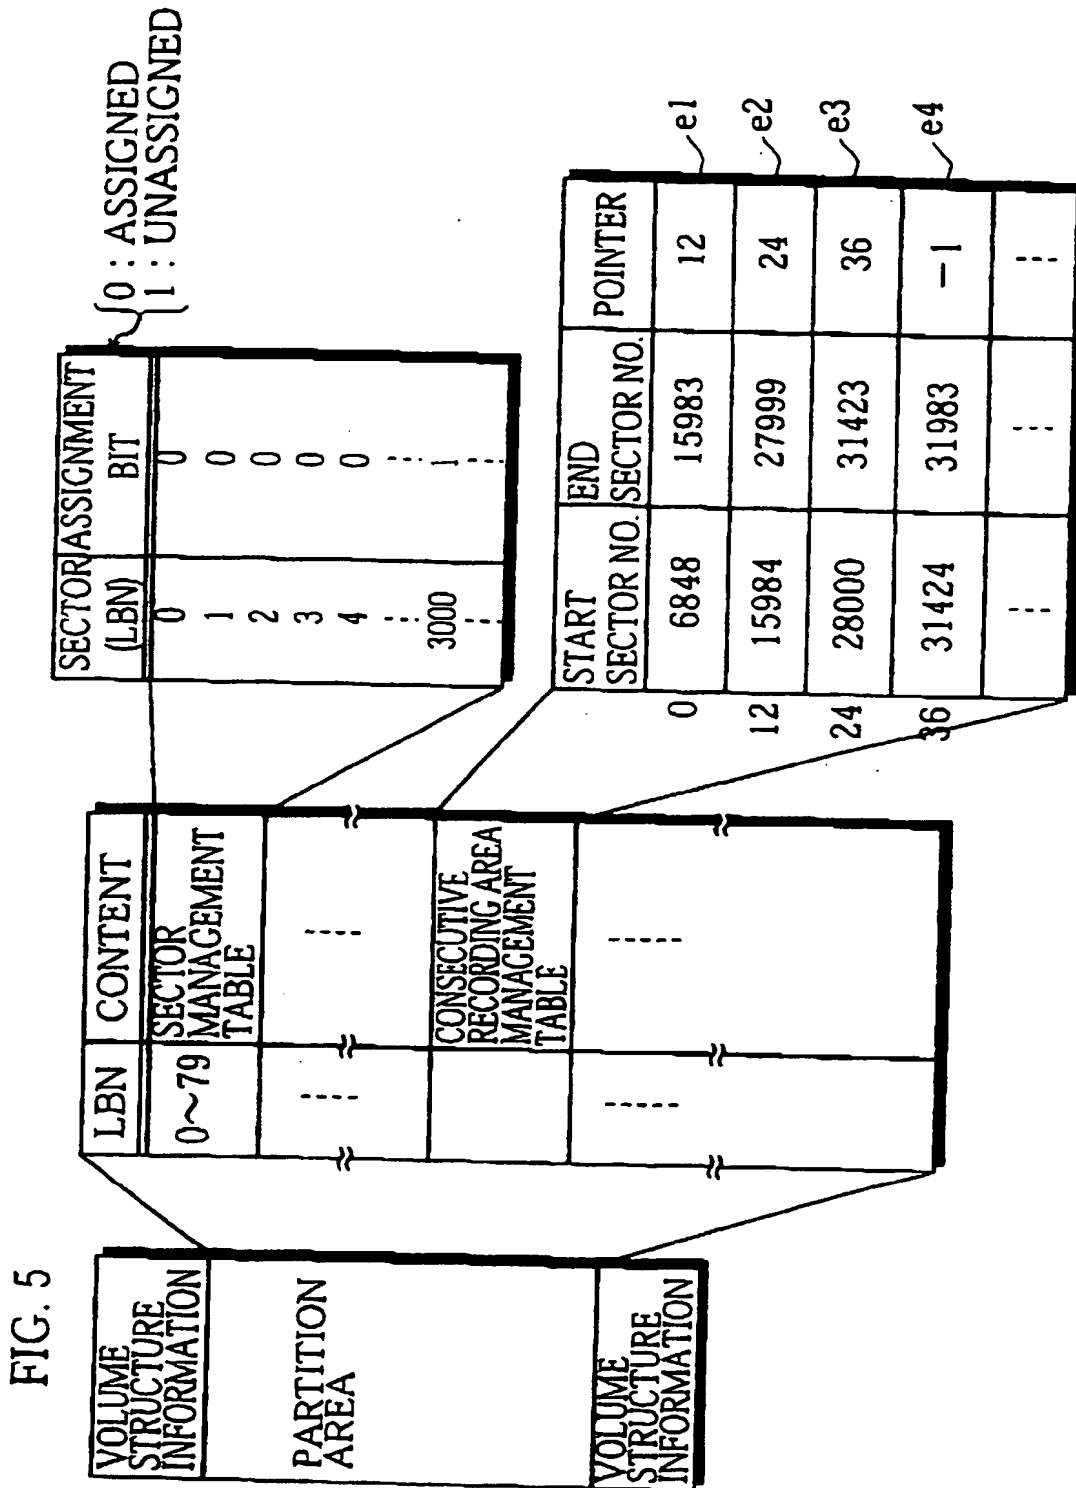 FIG. 5
VOLUME
STRUCTURE
INFORMATION
PARTITION
AREA
VOLUME
STRUCTURE
INFORMATION
LBN CONTENT
0~79 SECTOR
MANAGEMENT
TABLE
----- -----
CONSECUTIVE
RECORDING AREA
MANAGEMENT
TABLE
----- -----
SECTOR (LBN) ASSIGNMENT BIT
0 0
1 0
2 0
3 0
4 0
--- ---
3000 1
--- ---
0 : ASSIGNED
1 : UNASSIGNED
START SECTOR NO. END SECTOR NO. POINTER
0 6848 15983 12 e1
12 15984 27999 24 e2
24 28000 31423 36 e3
36 31424 31983 -1 e4
--- --- ---